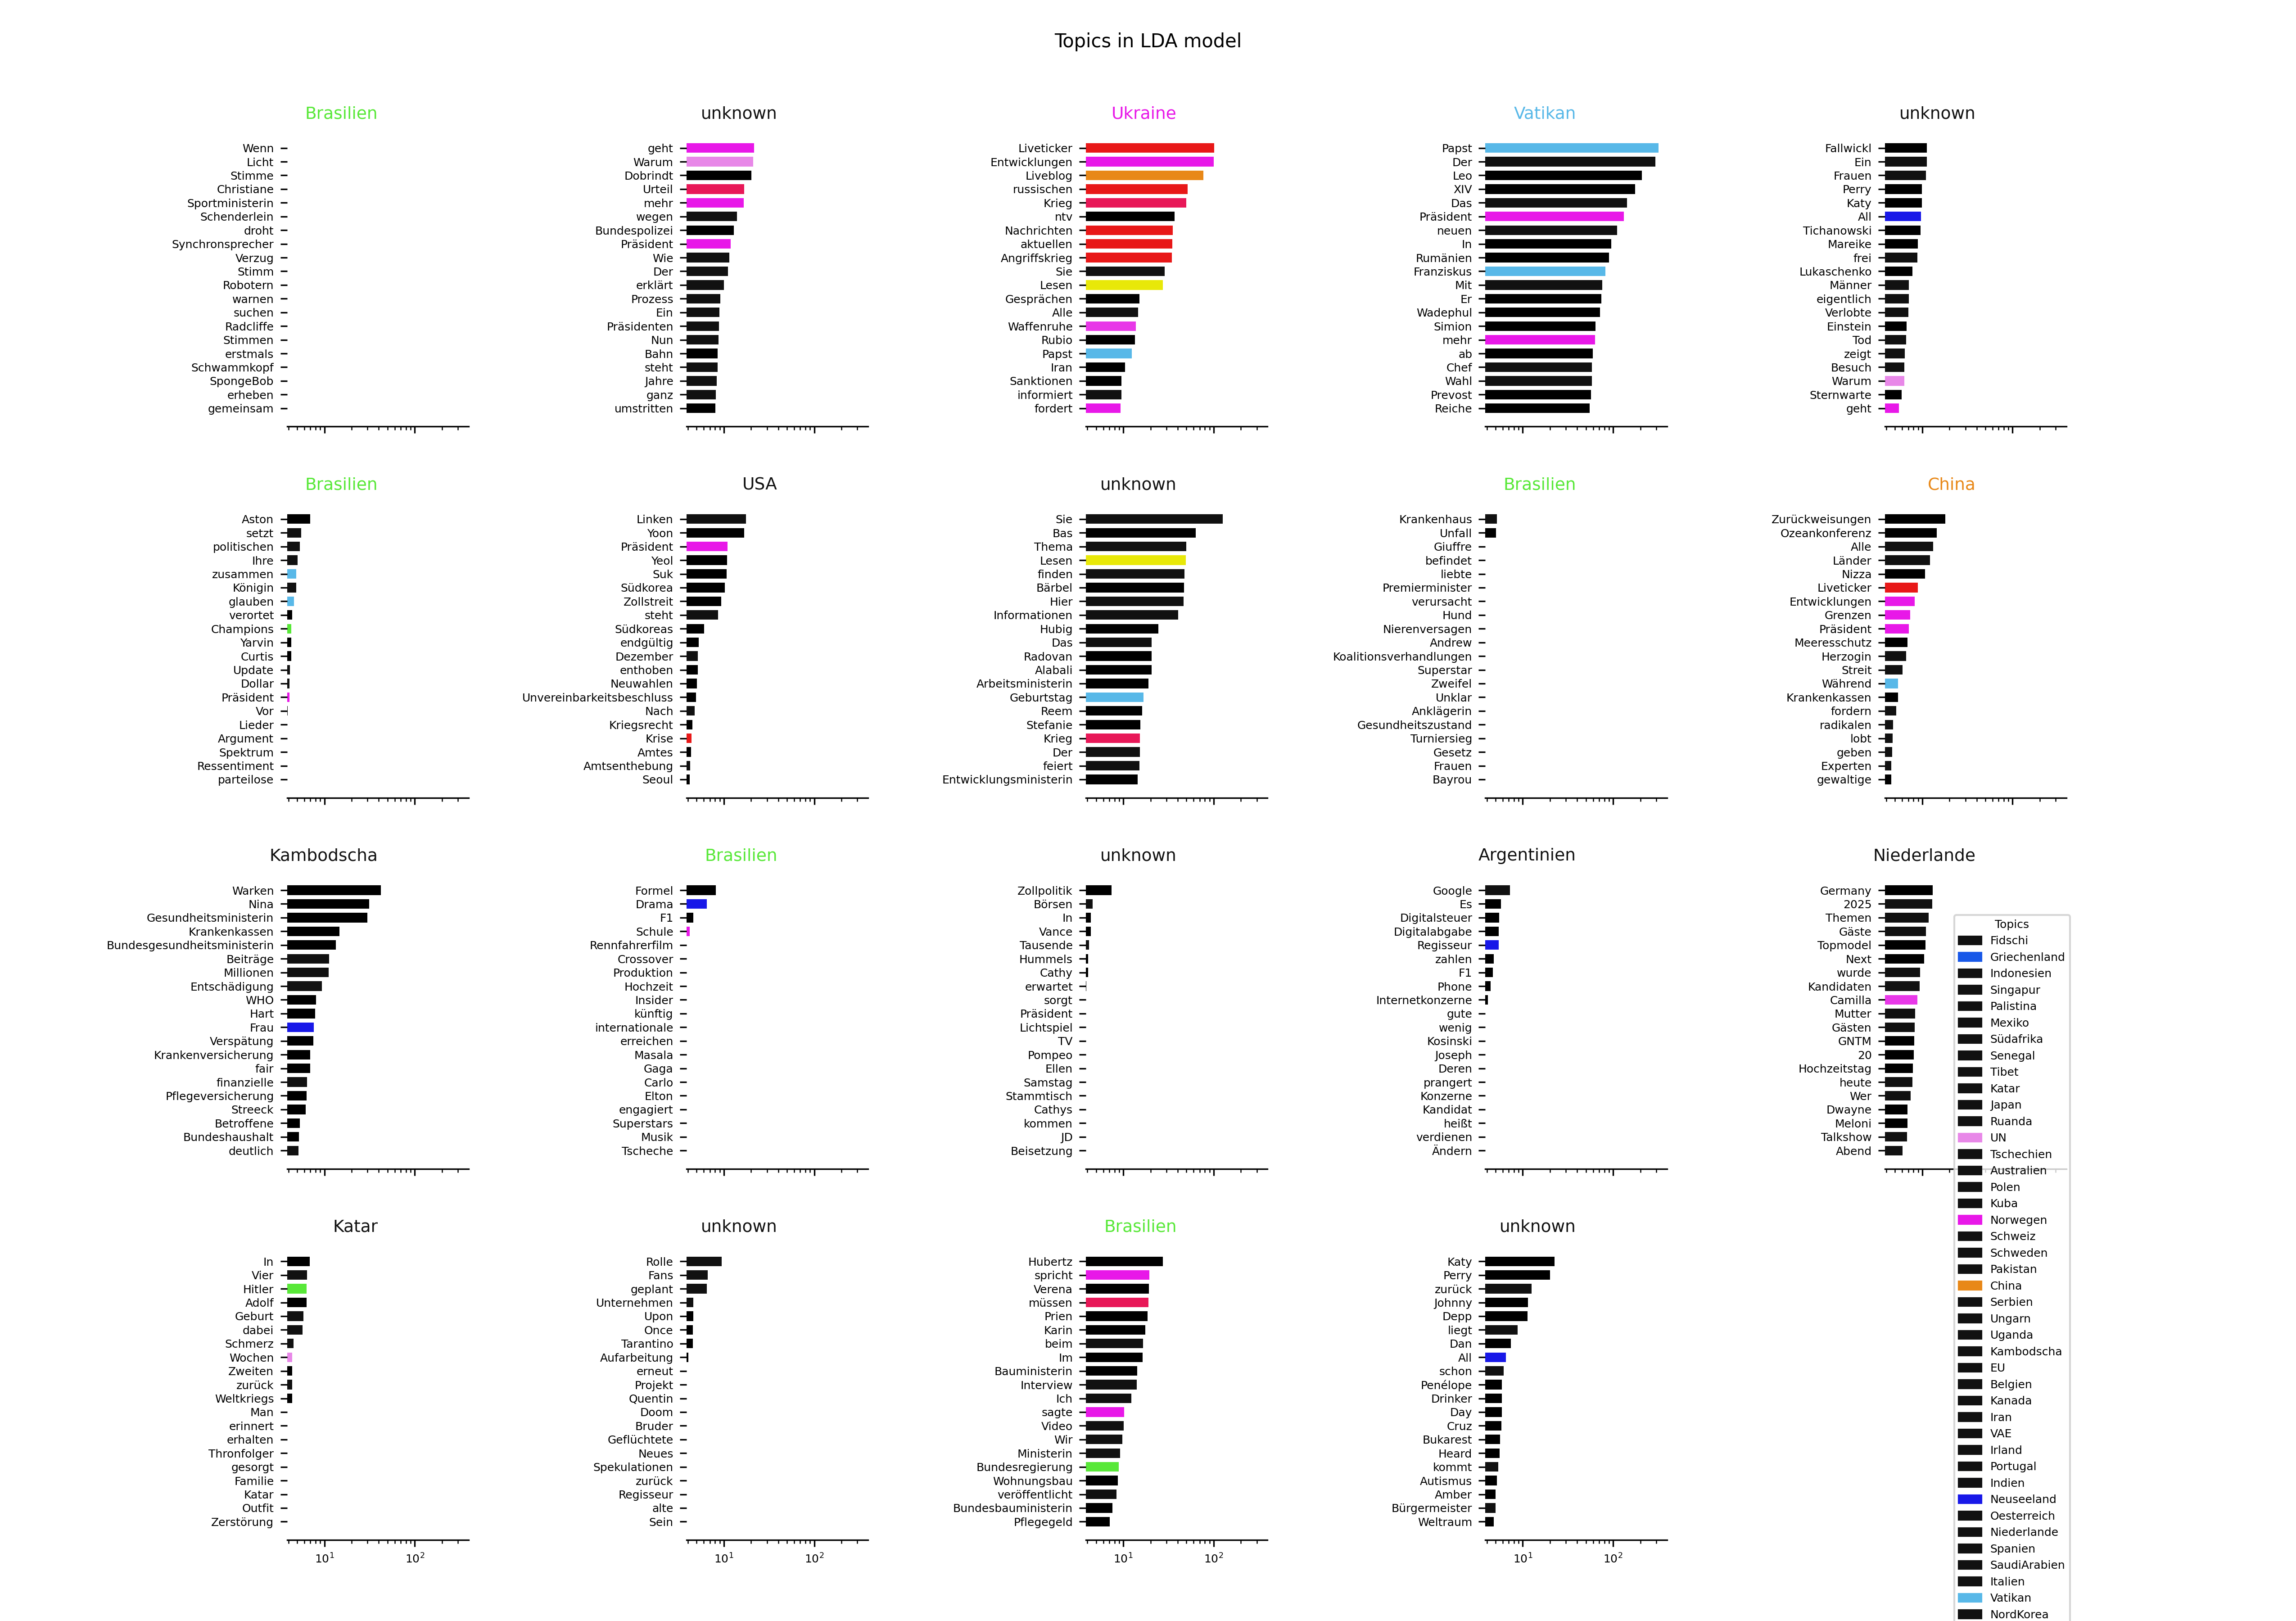 Topics in LDA model
Brasilien
Wenn
Licht
Stimme
Christiane
Sportministerin
Schenderlein
droht
Synchronsprecher
Verzug
Stimm
Robotern
warnen
suchen
Radcliffe
Stimmen
erstmals
Schwammkopf
SpongeBob
erheben
gemeinsam
unknown
geht
Warum
Dobrindt
Urteil
mehr
wegen
Bundespolizei
Präsident
Wie
Der
erklärt
Prozess
Ein
Präsidenten
Nun
Bahn
steht
Jahre
ganz
umstritten
Ukraine
Liveticker
Entwicklungen
Liveblog
russischen
Krieg
ntv
Nachrichten
aktuellen
Angriffskrieg
Sie
Lesen
Gesprächen
Alle
Waffenruhe
Rubio
Papst
Iran
Sanktionen
informiert
fordert
Vatikan
Papst
Der
Leo
XIV
Das
Präsident
neuen
In
Rumänien
Franziskus
Mit
Er
Wadephul
Simion
mehr
ab
Chef
Wahl
Prevost
Reiche
unknown
Fallwickl
Ein
Frauen
Perry
Katy
All
Tichanowski
Mareike
frei
Lukaschenko
Männer
eigentlich
Verlobte
Einstein
Tod
zeigt
Besuch
Warum
Sternwarte
geht
Brasilien
Aston
setzt
politischen
Ihre
zusammen
Königin
glauben
verortet
Champions
Yarvin
Curtis
Update
Dollar
Präsident
Vor
Lieder
Argument
Spektrum
Ressentiment
parteilose
USA
Linken
Yoon
Präsident
Yeol
Suk
Südkorea
Zollstreit
steht
Südkoreas
endgültig
Dezember
enthoben
Neuwahlen
Unvereinbarkeitsbeschluss
Nach
Kriegsrecht
Krise
Amtes
Amtsenthebung
Seoul
unknown
Sie
Bas
Thema
Lesen
finden
Bärbel
Hier
Informationen
Hubig
Das
Radovan
Alabali
Arbeitsministerin
Geburtstag
Reem
Stefanie
Krieg
Der
feiert
Entwicklungsministerin
Brasilien
Krankenhaus
Unfall
Giuffre
befindet
liebte
Premierminister
verursacht
Hund
Nierenversagen
Andrew
Koalitionsverhandlungen
Superstar
Zweifel
Unklar
Anklägerin
Gesundheitszustand
Turniersieg
Gesetz
Frauen
Bayrou
China
Zurückweisungen
Ozeankonferenz
Alle
Länder
Nizza
Liveticker
Entwicklungen
Grenzen
Präsident
Meeresschutz
Herzogin
Streit
Während
Krankenkassen
fordern
radikalen
lobt
geben
Experten
gewaltige
Kambodscha
Warken
Nina
Gesundheitsministerin
Krankenkassen
Bundesgesundheitsministerin
Beiträge
Millionen
Entschädigung
WHO
Hart
Frau
Verspätung
Krankenversicherung
fair
finanzielle
Pflegeversicherung
Streeck
Betroffene
Bundeshaushalt
deutlich
Brasilien
Formel
Drama
F1
Schule
Rennfahrerfilm
Crossover
Produktion
Hochzeit
Insider
künftig
internationale
erreichen
Masala
Gaga
Carlo
Elton
engagiert
Superstars
Musik
Tscheche
unknown
Zollpolitik
Börsen
In
Vance
Tausende
Hummels
Cathy
erwartet
sorgt
Präsident
Lichtspiel
TV
Pompeo
Ellen
Samstag
Stammtisch
Cathys
kommen
JD
Beisetzung
Argentinien
Google
Es
Digitalsteuer
Digitalabgabe
Regisseur
zahlen
F1
Phone
Internetkonzerne
gute
wenig
Kosinski
Joseph
Deren
prangert
Konzerne
Kandidat
heißt
verdienen
Ändern
Niederlande
Germany
2025
Themen
Gäste
Topmodel
Next
wurde
Kandidaten
Camilla
Mutter
Gästen
GNTM
20
Hochzeitstag
heute
Wer
Dwayne
Meloni
Talkshow
Abend
Katar
In
Vier
Hitler
Adolf
Geburt
dabei
Schmerz
Wochen
Zweiten
zurück
Weltkriegs
Man
erinnert
erhalten
Thronfolger
gesorgt
Familie
Katar
Outfit
Zerstörung
10¹ 10²
unknown
Rolle
Fans
geplant
Unternehmen
Upon
Once
Tarantino
Aufarbeitung
erneut
Projekt
Quentin
Doom
Bruder
Geflüchtete
Neues
Spekulationen
zurück
Regisseur
alte
Sein
10¹ 10²
Brasilien
Hubertz
spricht
Verena
müssen
Prien
Karin
beim
Im
Bauministerin
Interview
Ich
sagte
Video
Wir
Ministerin
Bundesregierung
Wohnungsbau
veröffentlicht
Bundesbauministerin
Pflegegeld
10¹ 10²
unknown
Katy
Perry
zurück
Johnny
Depp
liegt
Dan
All
schon
Penélope
Drinker
Day
Cruz
Bukarest
Heard
kommt
Autismus
Amber
Bürgermeister
Weltraum
10¹ 10²
Topics
Fidschi
Griechenland
Indonesien
Singapur
Palistina
Mexiko
Südafrika
Senegal
Tibet
Katar
Japan
Ruanda
UN
Tschechien
Australien
Polen
Kuba
Norwegen
Schweiz
Schweden
Pakistan
China
Serbien
Ungarn
Uganda
Kambodscha
EU
Belgien
Kanada
Iran
VAE
Irland
Portugal
Indien
Neuseeland
Oesterreich
Niederlande
Spanien
SaudiArabien
Italien
Vatikan
NordKorea